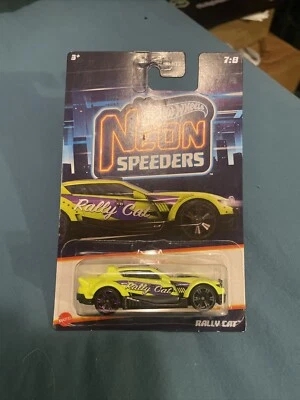 3+
7/8
Hot Wheels
NEON
SPEEDERS
Rally Cat
Rally Cat
RALLY CAT